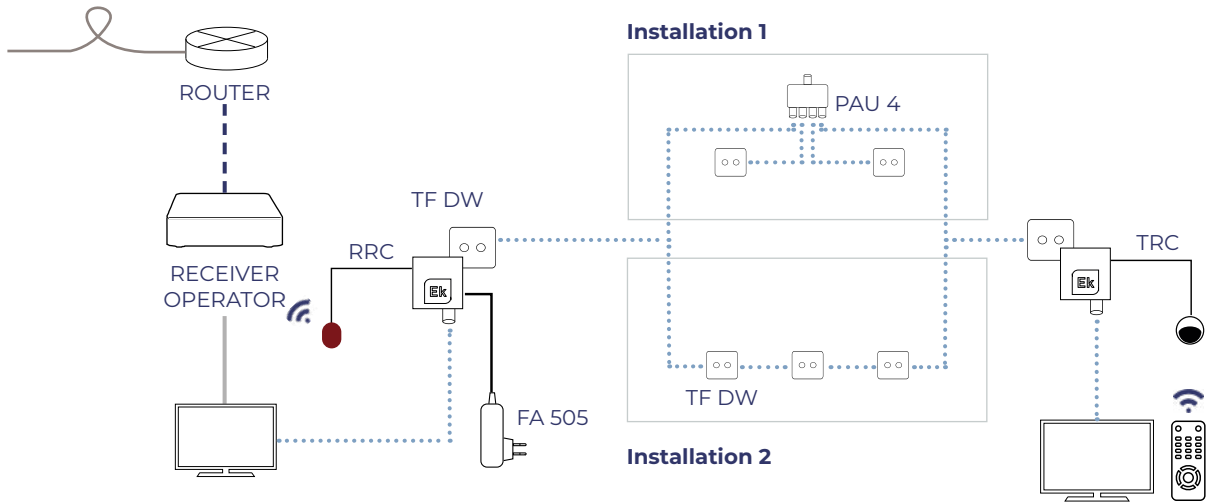 Installation 1
ROUTER
PAU 4
TF DW
RRC
TRC
RECEIVER
OPERATOR
Ek
Ek
TF DW
FA 505
Installation 2